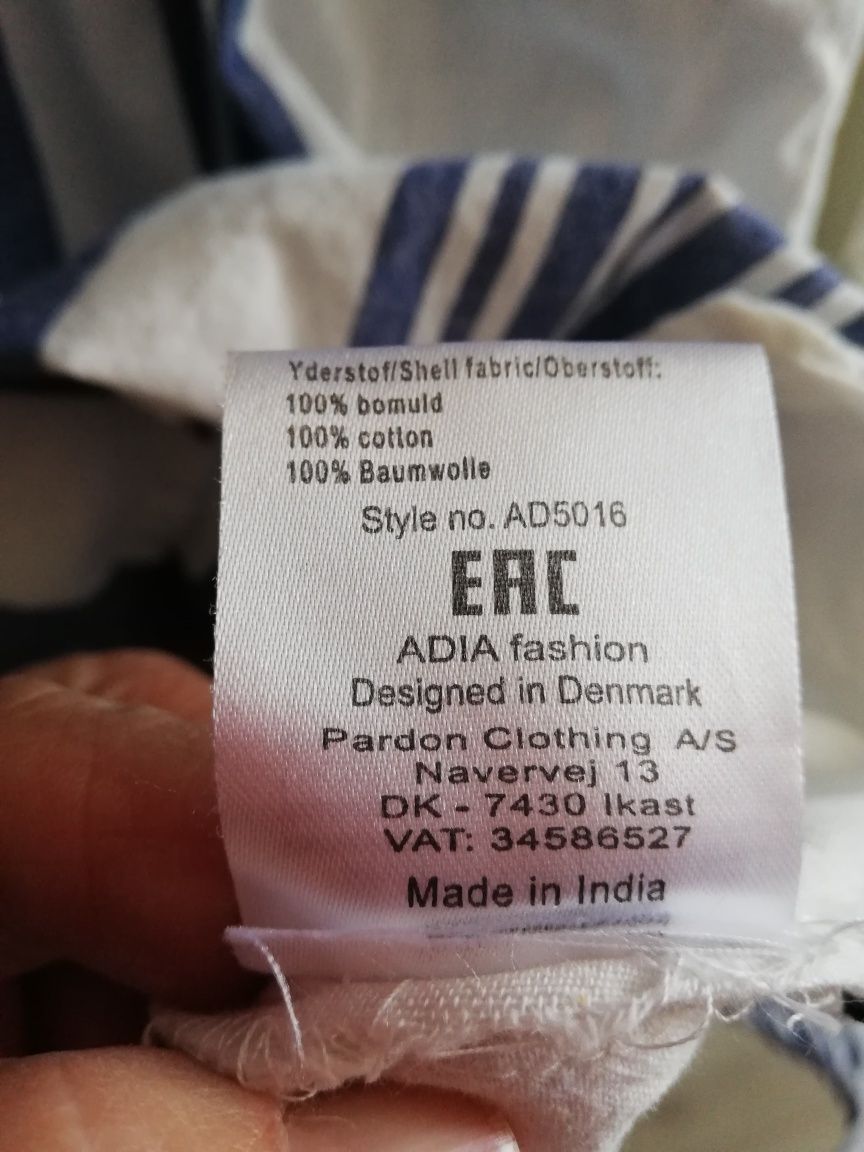 Yderstof/Shell fabric/Oberstoff:
100% bomuld
100% cotton
100% Baumwolle
Style no. AD5016
EAC
ADIA fashion
Designed in Denmark
Pardon Clothing A/S
Navervej 13
DK - 7430 Ikast
VAT: 34586527
Made in India